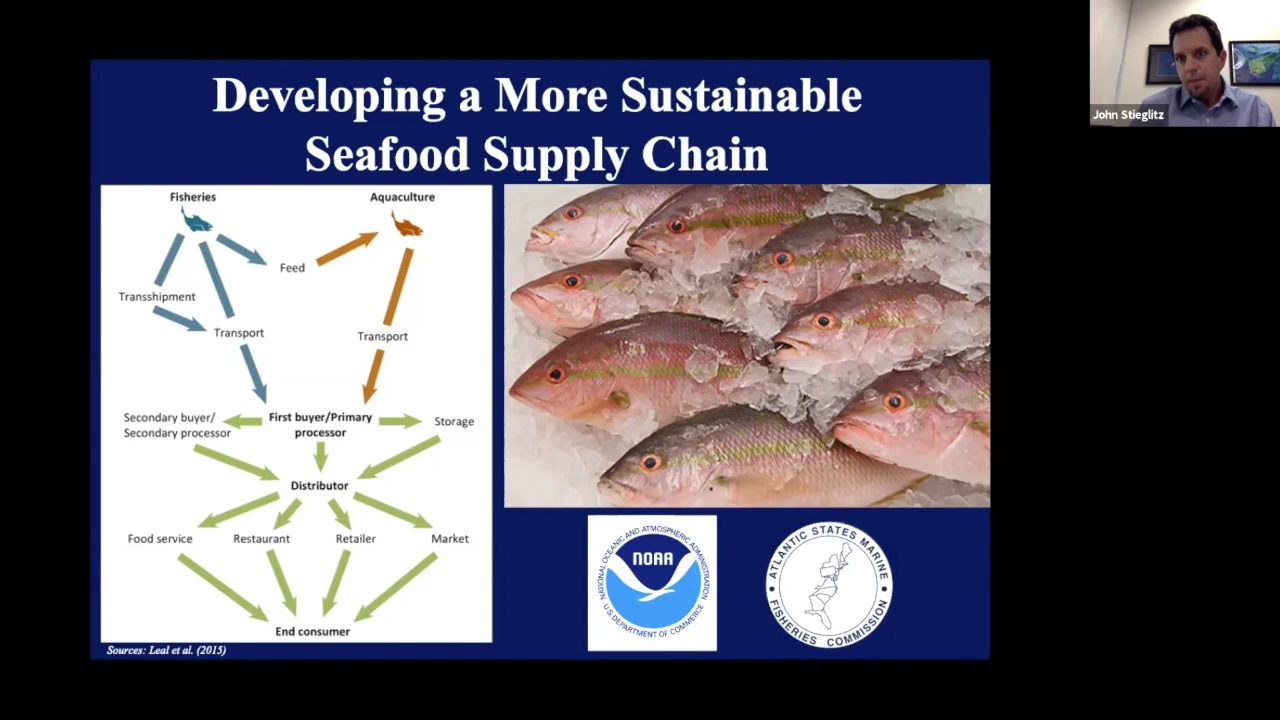 Developing a More Sustainable
Seafood Supply Chain
John Stieglitz
Fisheries
Aquaculture
Feed
Transshipment
Transport
Transport
Secondary buyer/
Secondary processor
First buyer/Primary
processor
Storage
Distributor
Food service
Restaurant
Retailer
Market
End consumer
Sources: Leal et al. (2015)
NATIONAL OCEANIC AND ATMOSPHERIC ADMINISTRATION
NOAA
U.S. DEPARTMENT OF COMMERCE
ATLANTIC STATES MARINE
FISHERIES COMMISSION